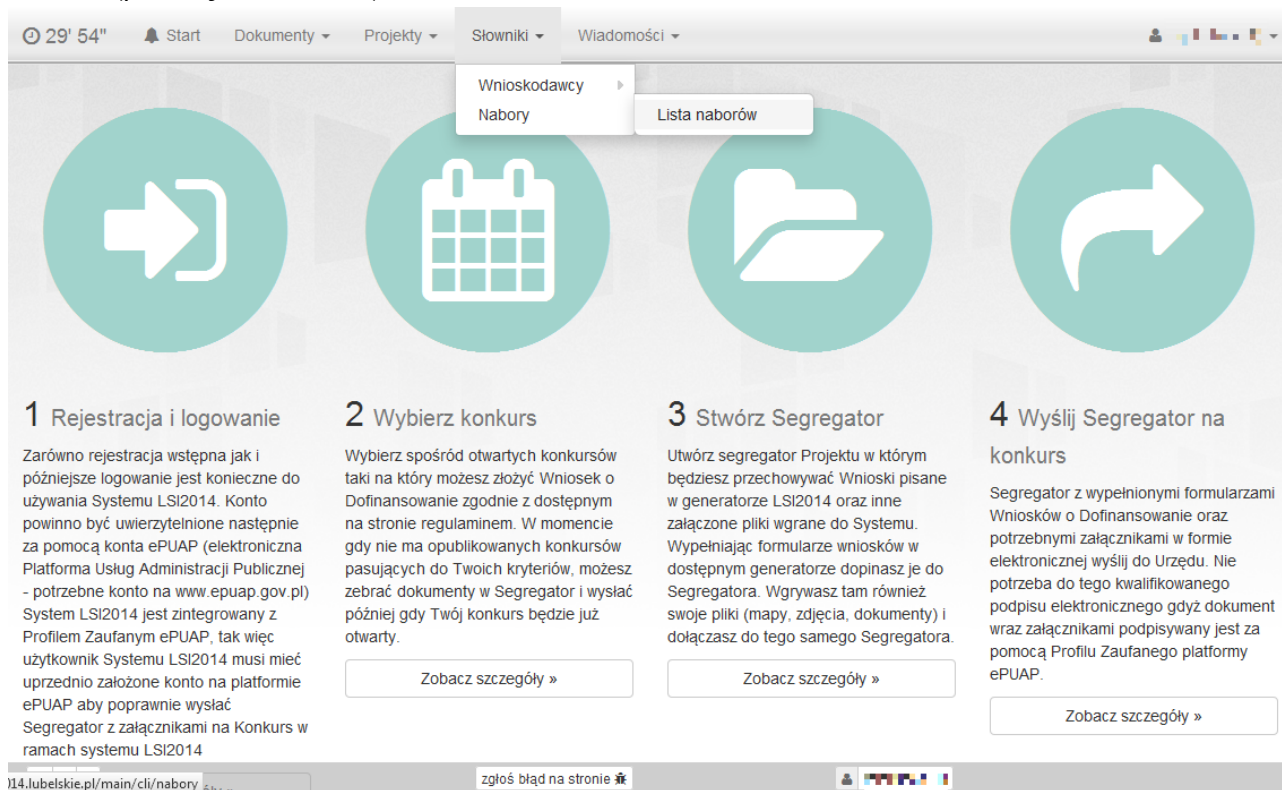 29' 54" Start Dokumenty Projekty Słowniki Wiadomości
Wnioskodawcy
Nabory
Lista naborów
1 Rejestracja i logowanie
Zarówno rejestracja wstępna jak i
późniejsze logowanie jest konieczne do
używania Systemu LSI2014. Konto
powinno być uwierzytelnione następnie
za pomocą konta ePUAP (elektroniczna
Platforma Usług Administracji Publicznej
- potrzebne konto na www.epuap.gov.pl)
System LSI2014 jest zintegrowany z
Profilem Zaufanym ePUAP, tak więc
użytkownik Systemu LSI2014 musi mieć
uprzednio założone konto na platformie
ePUAP aby poprawnie wysłać
Segregator z załącznikami na Konkurs w
ramach systemu LSI2014
2 Wybierz konkurs
Wybierz spośród otwartych konkursów
taki na który możesz złożyć Wniosek o
Dofinansowanie zgodnie z dostępnym
na stronie regulaminem. W momencie
gdy nie ma opublikowanych konkursów
pasujących do Twoich kryteriów, możesz
zebrać dokumenty w Segregator i wysłać
później gdy Twój konkurs będzie już
otwarty.
Zobacz szczegóły »
3 Stwórz Segregator
Utwórz segregator Projektu w którym
będziesz przechowywać Wnioski pisane
w generatorze LSI2014 oraz inne
załączone pliki wgrane do Systemu.
Wypełniając formularze wniosków w
dostępnym generatorze dopinasz je do
Segregatora. Wgrywasz tam również
swoje pliki (mapy, zdjęcia, dokumenty) i
dołączasz do tego samego Segregatora.
Zobacz szczegóły »
4 Wyślij Segregator na
konkurs
Segregator z wypełnionymi formularzami
Wniosków o Dofinansowanie oraz
potrzebnymi załącznikami w formie
elektronicznej wyślij do Urzędu. Nie
potrzeba do tego kwalifikowanego
podpisu elektronicznego gdyż dokument
wraz załącznikami podpisywany jest za
pomocą Profilu Zaufanego platformy
ePUAP.
Zobacz szczegóły »
014.lubelskie.pl/main/cli/nabory
zgłoś błąd na stronie